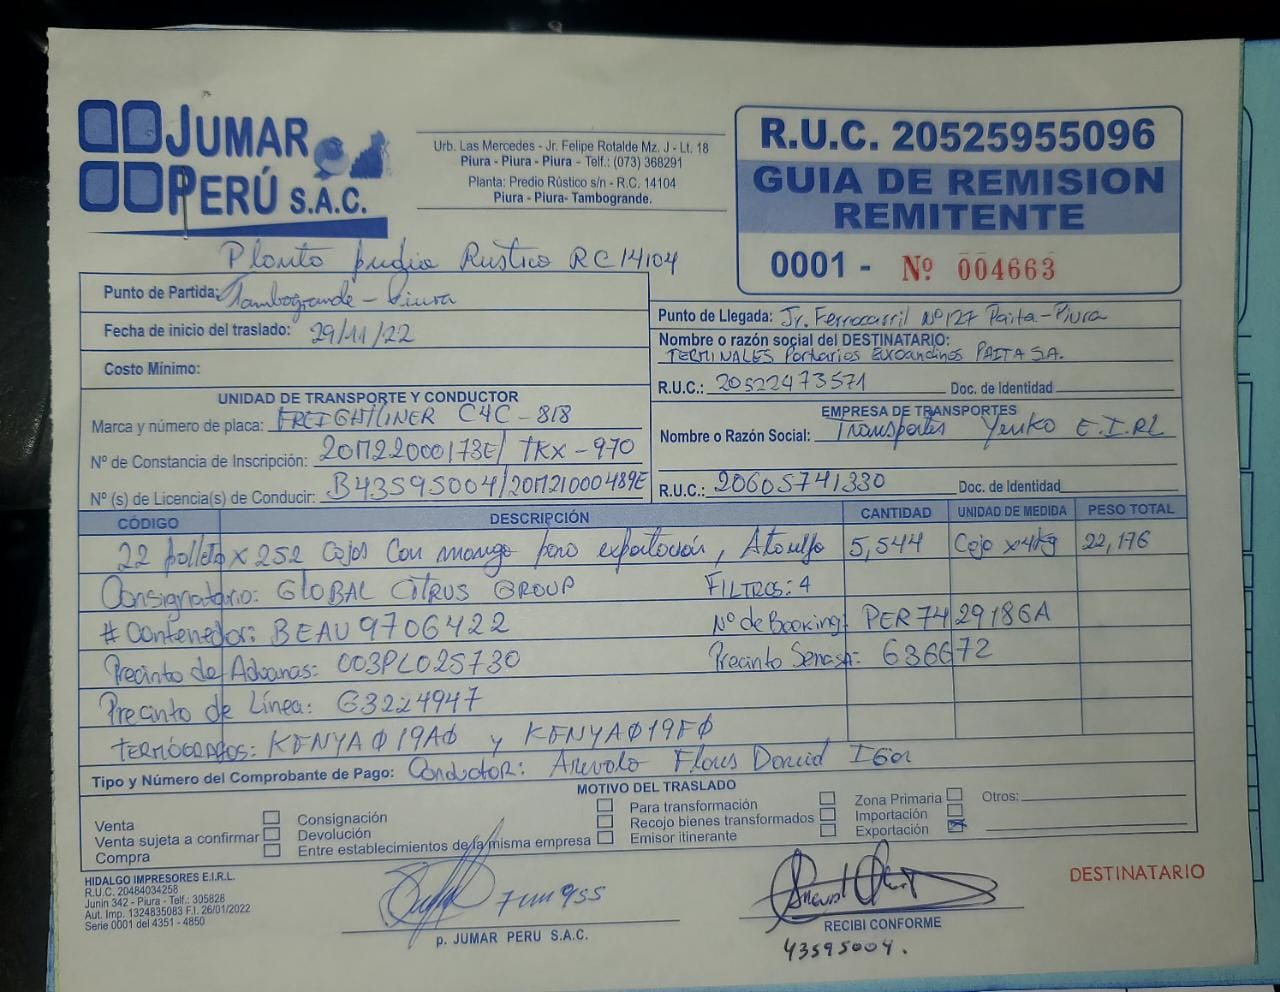 JUMAR PERÚ S.A.C.
Urb. Las Mercedes - Jr. Felipe Rotalde Mz. J - Lt. 18
Piura - Piura - Piura - Telf.: (073) 368291
Planta: Predio Rústico s/n - R.C. 14104
Piura - Piura- Tambogrande.
R.U.C. 20525955096
GUIA DE REMISION
REMITENTE
0001 - Nº 004663
Planta predio Rustico RC 14104
Punto de Partida: Tambogrande - Piura
Fecha de inicio del traslado: 29/11/22
Costo Mínimo:
Punto de Llegada: Jr. Ferrocarril Nº127 Paita-Piura
Nombre o razón social del DESTINATARIO:
TERMINALES Portuarios Euroandinos PAITA SA.
R.U.C.: 20522473571 Doc. de Identidad
UNIDAD DE TRANSPORTE Y CONDUCTOR
Marca y número de placa: FREIGHTLINER C4C-818
Nº de Constancia de Inscripción: 20M22000173E/ TKX-970
Nº (s) de Licencia(s) de Conducir: B43595004/20M21000489E
EMPRESA DE TRANSPORTES
Nombre o Razón Social: Transportes Yenko E.I.RL
R.U.C.: 20605741330 Doc. de Identidad
CÓDIGO DESCRIPCIÓN CANTIDAD UNIDAD DE MEDIDA PESO TOTAL
22 pallets x 252 Cajas Con mango para exportación, Ataulfo 5,544 Caja x4kg 22,176
Consignatario: GLOBAL CITRUS GROUP FILTROS: 4
# Contenedor: BEAU 9706422 Nº de Booking: PER7429186A
Precinto de Aduanas: 003PL025730 Precinto Senasa: 636672
Precinto de Línea: G3224947
TERMÓGRAFOS: KENYAØ19AØ y KENYAØ19FØ
Tipo y Número del Comprobante de Pago: Conductor: Arevalo Flores David Igor
MOTIVO DEL TRASLADO
Venta
Venta sujeta a confirmar
Compra
Consignación
Devolución
Entre establecimientos de la misma empresa
Para transformación
Recojo bienes transformados
Emisor itinerante
Zona Primaria
Importación
Exportación
Otros:
HIDALGO IMPRESORES E.I.R.L.
R.U.C. 20484034258
Junin 342 - Piura - Telf.: 305828
Aut. Imp. 1324835083 F.I. 26/01/2022
Serie 0001 del 4351 - 4850
p. JUMAR PERU S.A.C.
RECIBI CONFORME
43595004.
DESTINATARIO